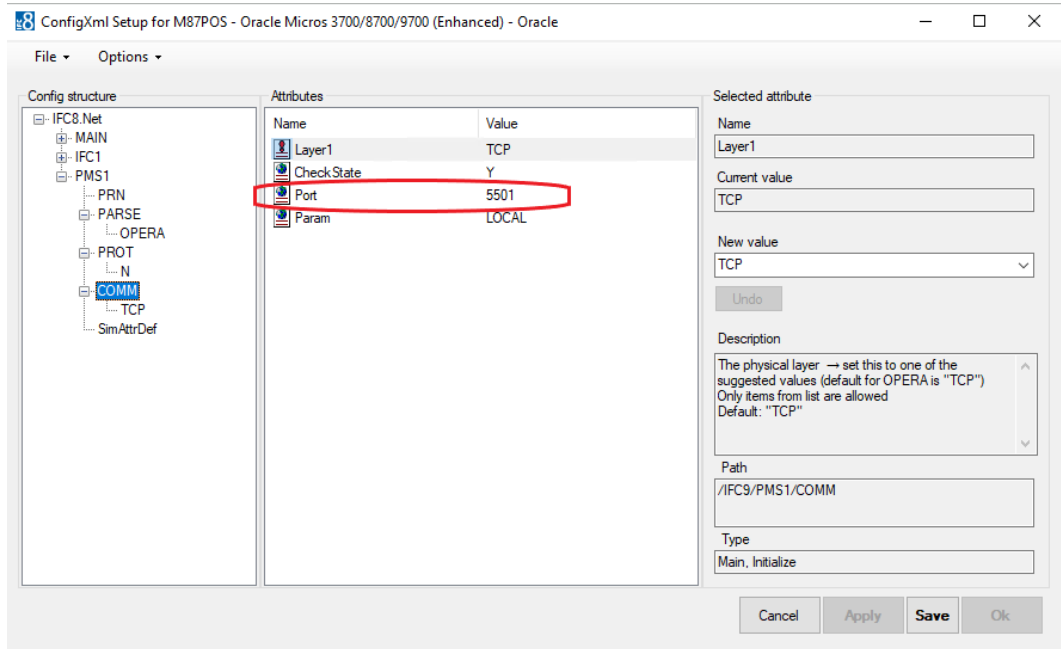 ConfigXml Setup for M87POS - Oracle Micros 3700/8700/9700 (Enhanced) - Oracle
File Options
Config structure
IFC8.Net
MAIN
IFC1
PMS1
PRN
PARSE
OPERA
PROT
N
COMM
TCP
SimAttrDef
Attributes
Name Value
Layer1 TCP
CheckState Y
Port 5501
Param LOCAL
Selected attribute
Name
Layer1
Current value
TCP
New value
TCP
Undo
Description
The physical layer → set this to one of the
suggested values (default for OPERA is "TCP")
Only items from list are allowed
Default: "TCP"
Path
/IFC9/PMS1/COMM
Type
Main, Initialize
Cancel Apply Save Ok